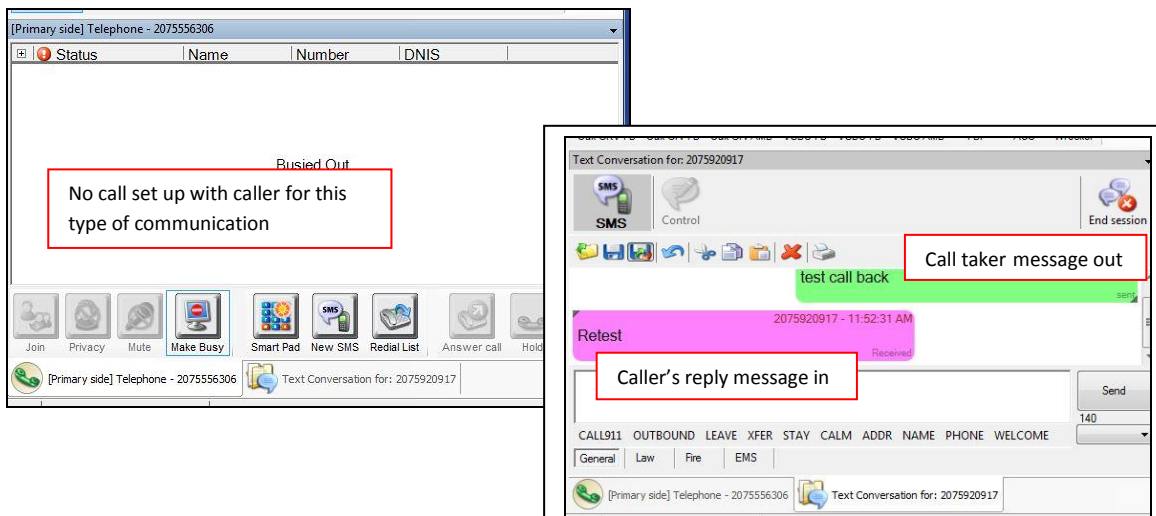 [Primary side] Telephone - 2075556306
Status Name Number DNIS
Busied Out
No call set up with caller for this
type of communication
Join Privacy Mute Make Busy Smart Pad New SMS Redial List Answer call Hold
[Primary side] Telephone - 2075556306 Text Conversation for: 2075920917
Text Conversation for: 2075920917
SMS
SMS Control End session
Call taker message out
test call back
sent
2075920917 - 11:52:31 AM
Retest
Received
Caller's reply message in
Send
140
CALL911 OUTBOUND LEAVE XFER STAY CALM ADDR NAME PHONE WELCOME
General Law Fire EMS
[Primary side] Telephone - 2075556306 Text Conversation for: 2075920917